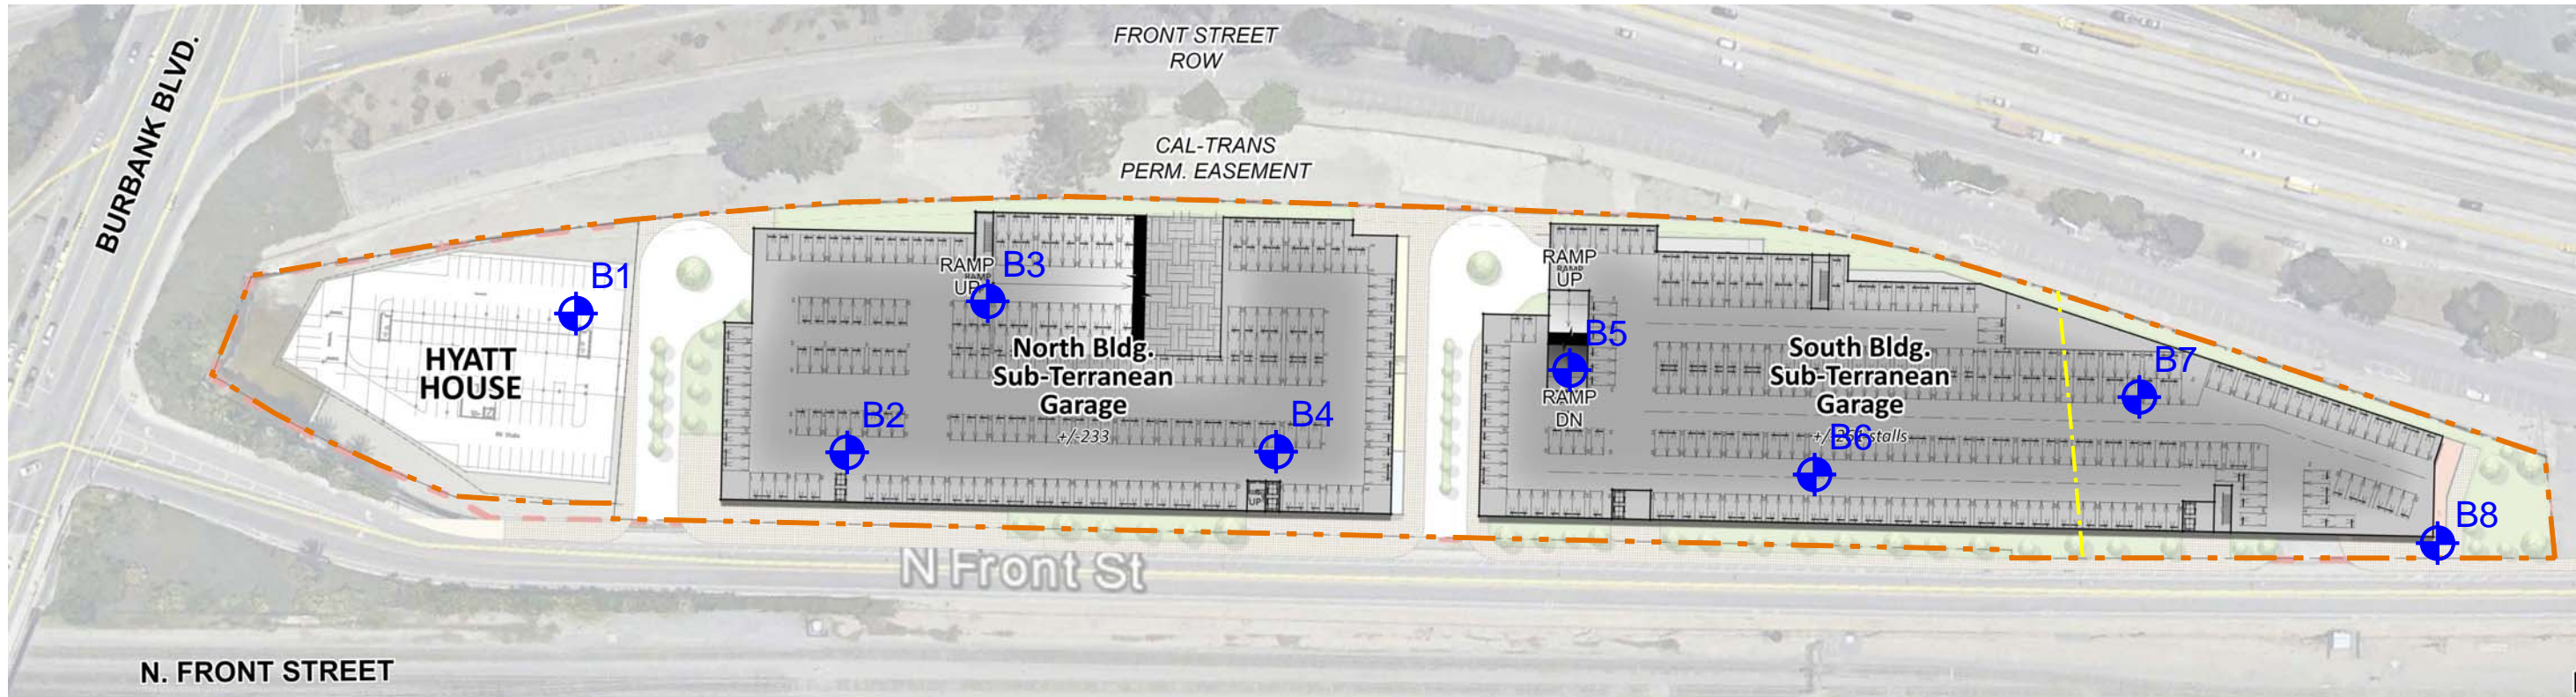 BURBANK BLVD.
FRONT STREET
ROW
CAL-TRANS
PERM. EASEMENT
B1
HYATT
HOUSE
RAMP
UP
B3
North Bldg.
Sub-Terranean
Garage
+/-233
B2
B4
UP
RAMP
UP
B5
RAMP
DN
South Bldg.
Sub-Terranean
Garage
stalls
B6
B7
B8
N Front St
N. FRONT STREET